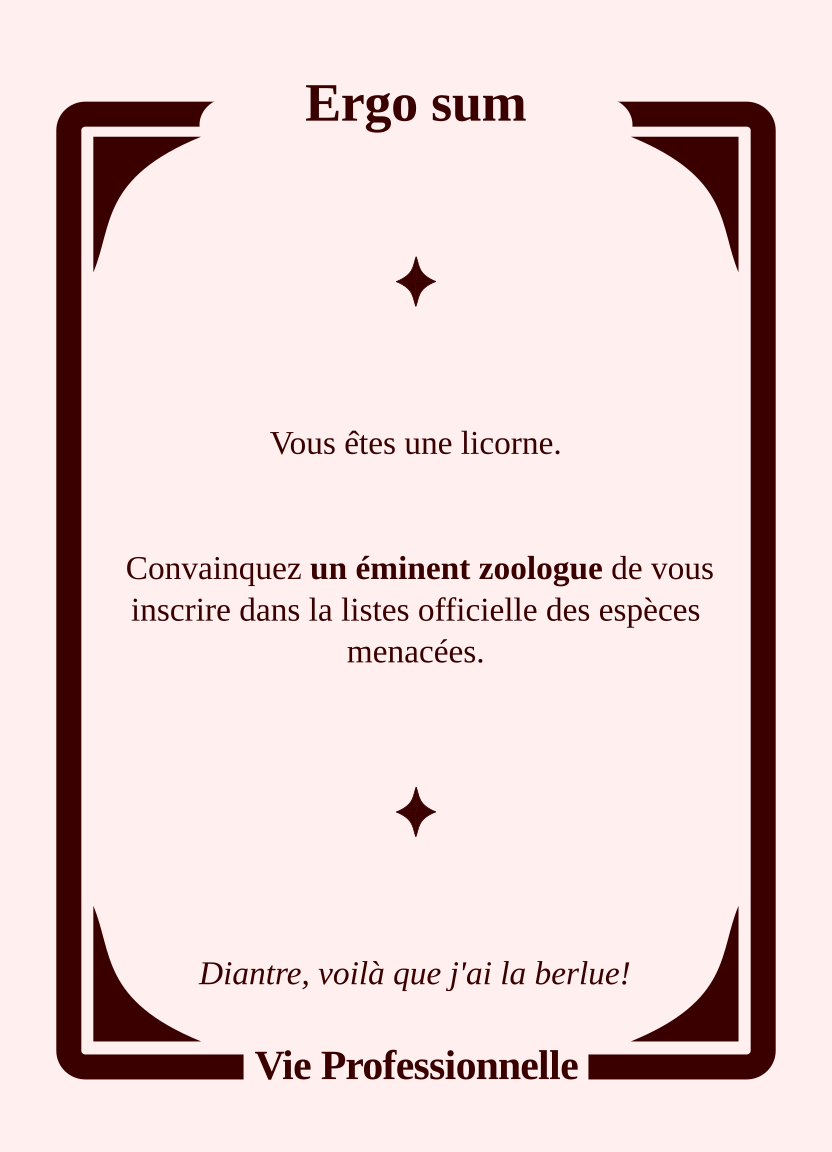 Ergo sum
Vous êtes une licorne.
Convainquez un éminent zoologue de vous
inscrire dans la listes officielle des espèces
menacées.
Diantre, voilà que j'ai la berlue!
Vie Professionnelle